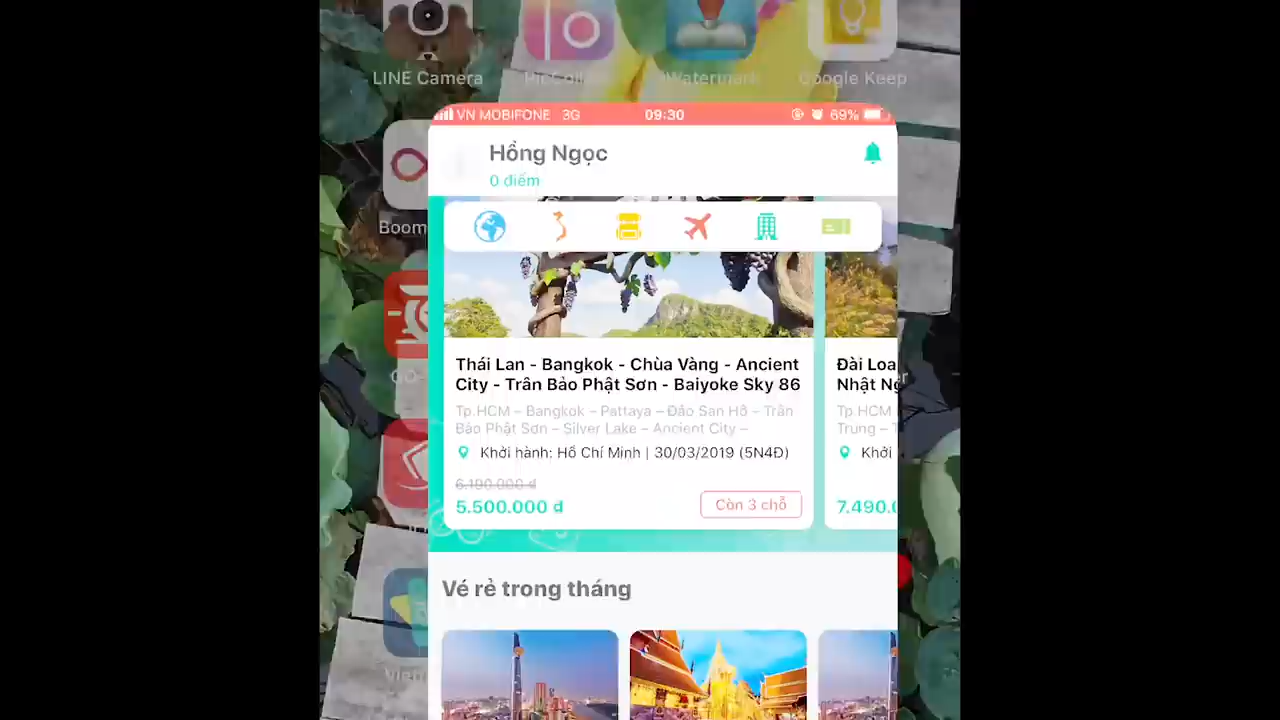 LINE Camera
Watermark
Google Keep
VN MOBIFONE 3G
09:30
69%
Hồng Ngọc
0 điểm
Boom
Thái Lan - Bangkok - Chùa Vàng - Ancient
City - Trân Bảo Phật Sơn - Baiyoke Sky 86
Tp.HCM – Bangkok – Pattaya – Đảo San Hô – Trân
Bảo Phật Sơn – Silver Lake – Ancient City –
Khởi hành: Hồ Chí Minh | 30/03/2019 (5N4Đ)
6.190.000 đ
5.500.000 đ
Còn 3 chỗ
Đài Loa
Nhật Ng
Tp.HCM
Trung –
Khởi
7.490.0
Vé rẻ trong tháng